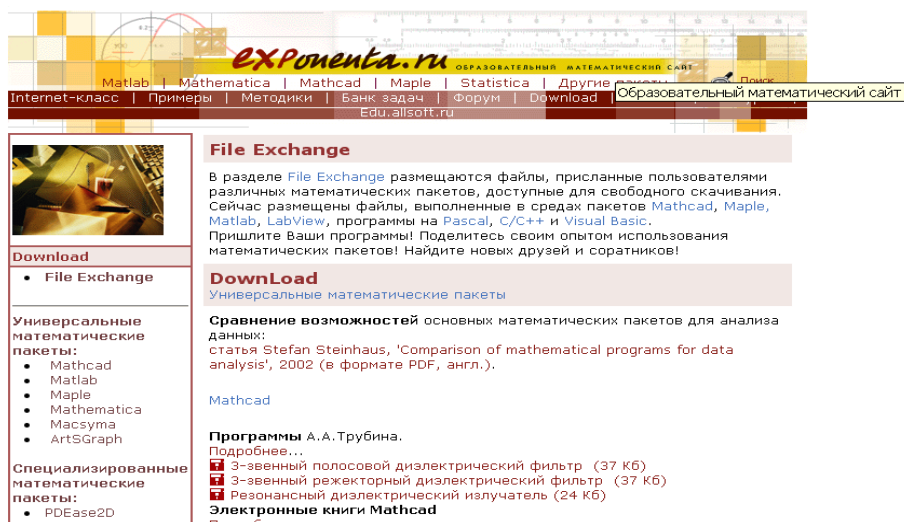 exponenta.ru ОБРАЗОВАТЕЛЬНЫЙ МАТЕМАТИЧЕСКИЙ САЙТ
Matlab | Mathematica | Mathcad | Maple | Statistica | Другие пакеты Поиск
Internet-класс | Примеры | Методики | Банк задач | Форум | Download |
Образовательный математический сайт
Edu.allsoft.ru
Download
• File Exchange
Универсальные
математические
пакеты:
• Mathcad
• Matlab
• Maple
• Mathematica
• Macsyma
• ArtSGraph
Специализированные
математические
пакеты:
• PDEase2D
File Exchange
В разделе File Exchange размещаются файлы, присланные пользователями
различных математических пакетов, доступные для свободного скачивания.
Сейчас размещены файлы, выполненные в средах пакетов Mathcad, Maple,
Matlab, LabView, программы на Pascal, C/C++ и Visual Basic.
Пришлите Ваши программы! Поделитесь своим опытом использования
математических пакетов! Найдите новых друзей и соратников!
DownLoad
Универсальные математические пакеты
Сравнение возможностей основных математических пакетов для анализа
данных:
статья Stefan Steinhaus, 'Comparison of mathematical programs for data
analysis', 2002 (в формате PDF, англ.).
Mathcad
Программы А.А.Трубина.
Подробнее...
3-звенный полосовой диэлектрический фильтр (37 Кб)
3-звенный режекторный диэлектрический фильтр (37 Кб)
Резонансный диэлектрический излучатель (24 Кб)
Электронные книги Mathcad